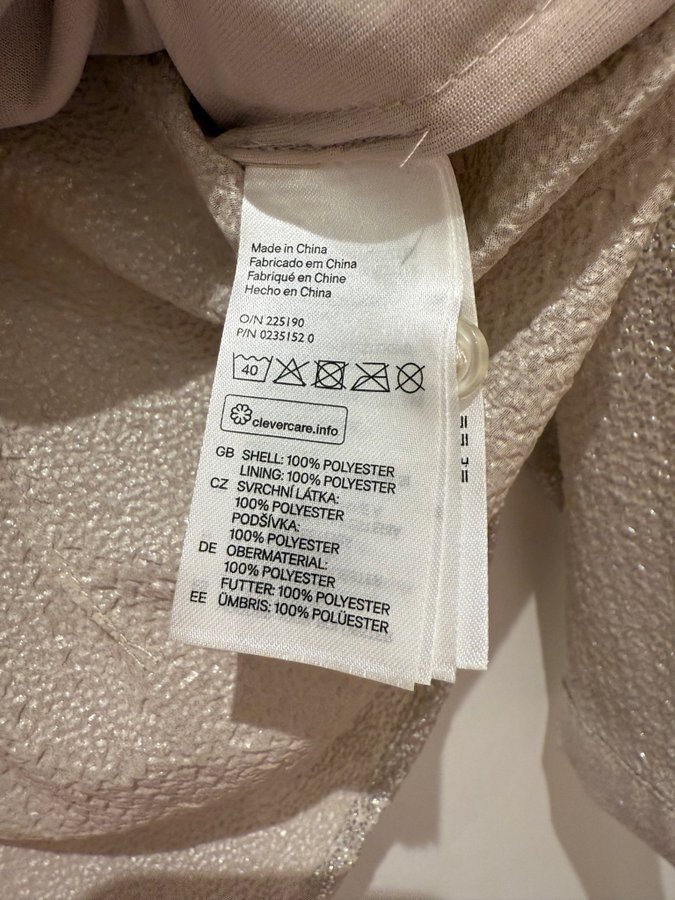 Made in China
Fabricado em China
Fabriqué en Chine
Hecho en China
O/N 225190
P/N 0235152 0
40
clevercare.info
GB SHELL: 100% POLYESTER
LINING: 100% POLYESTER
CZ SVRCHNÍ LÁTKA:
100% POLYESTER
PODŠÍVKA:
100% POLYESTER
DE OBERMATERIAL:
100% POLYESTER
FUTTER: 100% POLYESTER
EE ÜMBRIS: 100% POLÜESTER